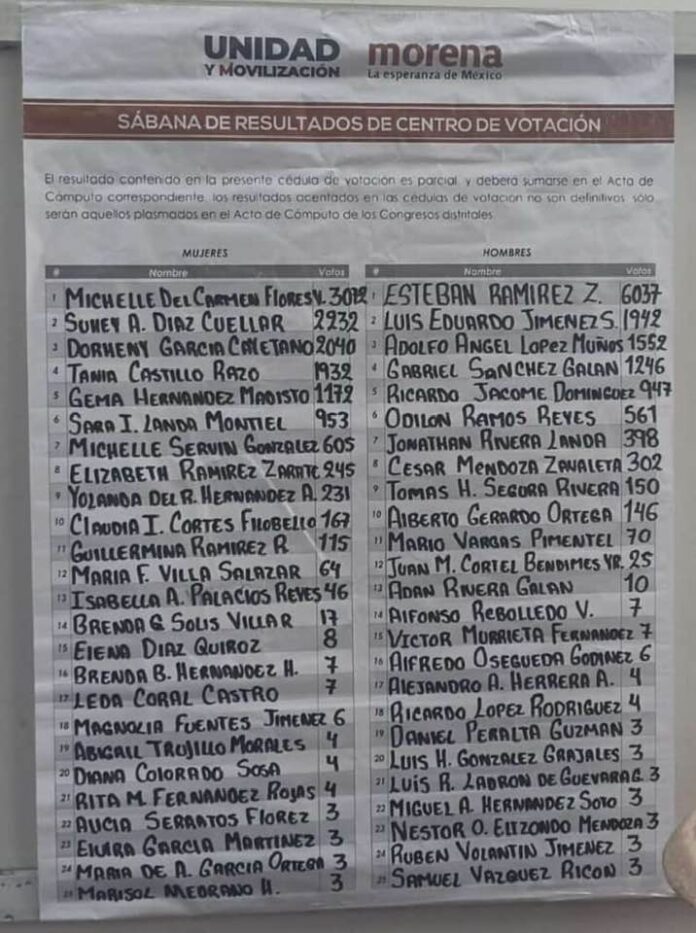 UNIDAD
Y MOVILIZACIÓN
morena
La esperanza de México
SÁBANA DE RESULTADOS DE CENTRO DE VOTACIÓN
El resultado contenido en la presente cédula de votación es parcial, y deberá sumarse en el Acta de
Cómputo correspondiente, los resultados acentados en las cédulas de votación no son definitivos, sólo
serán aquellos plasmados en el Acta de Cómputo de los Congresos distritales.
MUJERES
# Nombre Votos
1 MICHELLE DEL CARMEN FLORES V. 3072
2 SUHEY A. DIAZ CUELLAR 2232
3 DORHENY GARCIA CAYETANO 2040
4 TANIA CASTILLO RAZO 1932
5 GEMA HERNANDEZ MAGISTO 1172
6 SARA I. LANDA MONTIEL 953
7 MICHELLE SERVIN GONZALEZ 605
8 ELIZABETH RAMIREZ ZARATE 245
9 YOLANDA DEL R. HERNANDEZ A. 231
10 CLAUDIA I. CORTES FILOBELLO 167
11 GUILLERMINA RAMIREZ R 115
12 MARIA F. VILLA SALAZAR 64
13 ISABELLA A. PALACIOS REYES 46
14 BRENDA G SOLIS VILLAR 17
15 ELENA DIAZ QUIROZ 8
16 BRENDA B. HERNANDEZ H. 7
17 LEDA CORAL CASTRO 7
18 MAGNOLIA FUENTES JIMENEZ 6
19 ABIGAIL TRUJILLO MORALES 4
20 DIANA COLORADO SOSA 4
21 RITA M. FERNANDEZ ROJAS 4
22 ALICIA SERRATOS FLOREZ 3
23 ELVIRA GARCIA MARTINEZ 3
24 MARIA DE A. GARCIA ORTEGA 3
25 MARISOL MEDRANO H. 3
HOMBRES
# Nombre Votos
1 ESTEBAN RAMIREZ Z. 6037
2 LUIS EDUARDO JIMENEZ S. 1942
3 ADOLFO ANGEL LOPEZ MUÑOS 1552
4 GABRIEL SANCHEZ GALAN 1246
5 RICARDO JACOME DOMINGUEZ 947
6 ODILON RAMOS REYES 561
7 JONATHAN RIVERA LANDA 398
8 CESAR MENDOZA ZAVALETA 302
9 TOMAS H. SEGURA RIVERA 150
10 ALBERTO GERARDO ORTEGA 146
11 MARIO VARGAS PIMENTEL 70
12 JUAN M. CORTEL BENDIMES YR. 25
13 ADAN RIVERA GALAN 10
14 ALFONSO REBOLLEDO V. 7
15 VICTOR MURRIETA FERNANDEZ 7
16 ALFREDO OSEGUEDA GODINEZ 6
17 ALEJANDRO A. HERRERA A. 4
18 RICARDO LOPEZ RODRIGUEZ 4
19 DANIEL PERALTA GUZMAN 3
20 LUIS H. GONZALEZ GRAJALES 3
21 LUIS R. LADRON DE GUEVARA G. 3
22 MIGUEL A. HERNANDEZ SOTO 3
23 NESTOR O. ELIZONDO MENDOZA 3
24 RUBEN VOLANTIN JIMENEZ 3
25 SAMUEL VAZQUEZ RICON 3